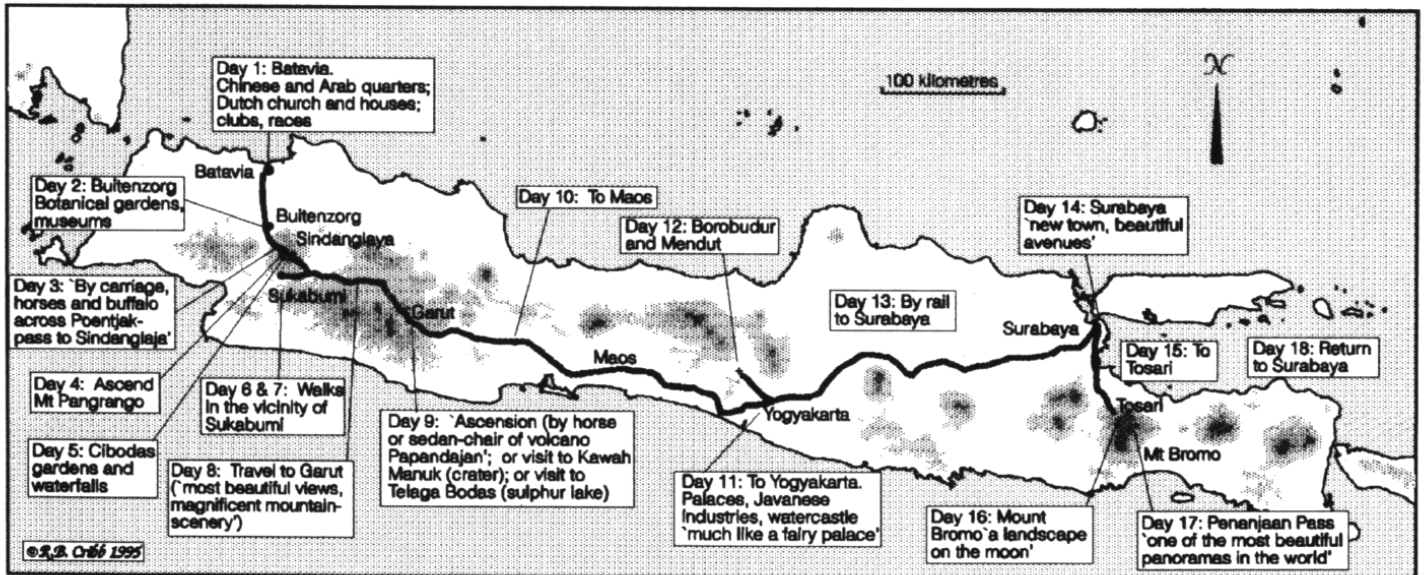 Day 1: Batavia.
Chinese and Arab quarters;
Dutch church and houses;
clubs, races
100 kilometres
N
Batavia
Day 2: Buitenzorg
Botanical gardens,
museums
Buitenzorg
Sindanglaya
Day 10: To Maos
Day 12: Borobudur
and Mendut
Day 14: Surabaya
`new town, beautiful
avenues'
Day 3: `By carriage,
horses and buffalo
across Poentjak-
pass to Sindanglaja'
Sukabumi
Garut
Day 13: By rail
to Surabaya
Surabaya
Maos
Day 15: To
Tosari
Day 18: Return
to Surabaya
Day 4: Ascend
Mt Pangrango
Day 6 & 7: Walks
in the vicinity of
Sukabumi
Day 9: `Ascension (by horse
or sedan-chair of volcano
Papandajan'; or visit to Kawah
Manuk (crater); or visit to
Telaga Bodas (sulphur lake)
Yogyakarta
Tosari
Mt Bromo
Day 5: Cibodas
gardens and
waterfalls
Day 8: Travel to Garut
(`most beautiful views,
magnificent mountain-
scenery')
Day 11: To Yogyakarta.
Palaces, Javanese
Industries, watercastle
`much like a fairy palace'
Day 16: Mount
Bromo `a landscape
on the moon'
Day 17: Penanjaan Pass
`one of the most beautiful
panoramas in the world'
©R.B. Cribb 1995